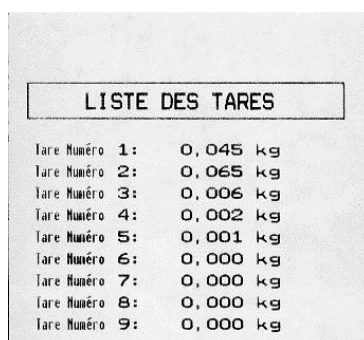 LISTE DES TARES
Tare Numéro 1: 0,045 kg
Tare Numéro 2: 0,065 kg
Tare Numéro 3: 0,006 kg
Tare Numéro 4: 0,002 kg
Tare Numéro 5: 0,001 kg
Tare Numéro 6: 0,000 kg
Tare Numéro 7: 0,000 kg
Tare Numéro 8: 0,000 kg
Tare Numéro 9: 0,000 kg